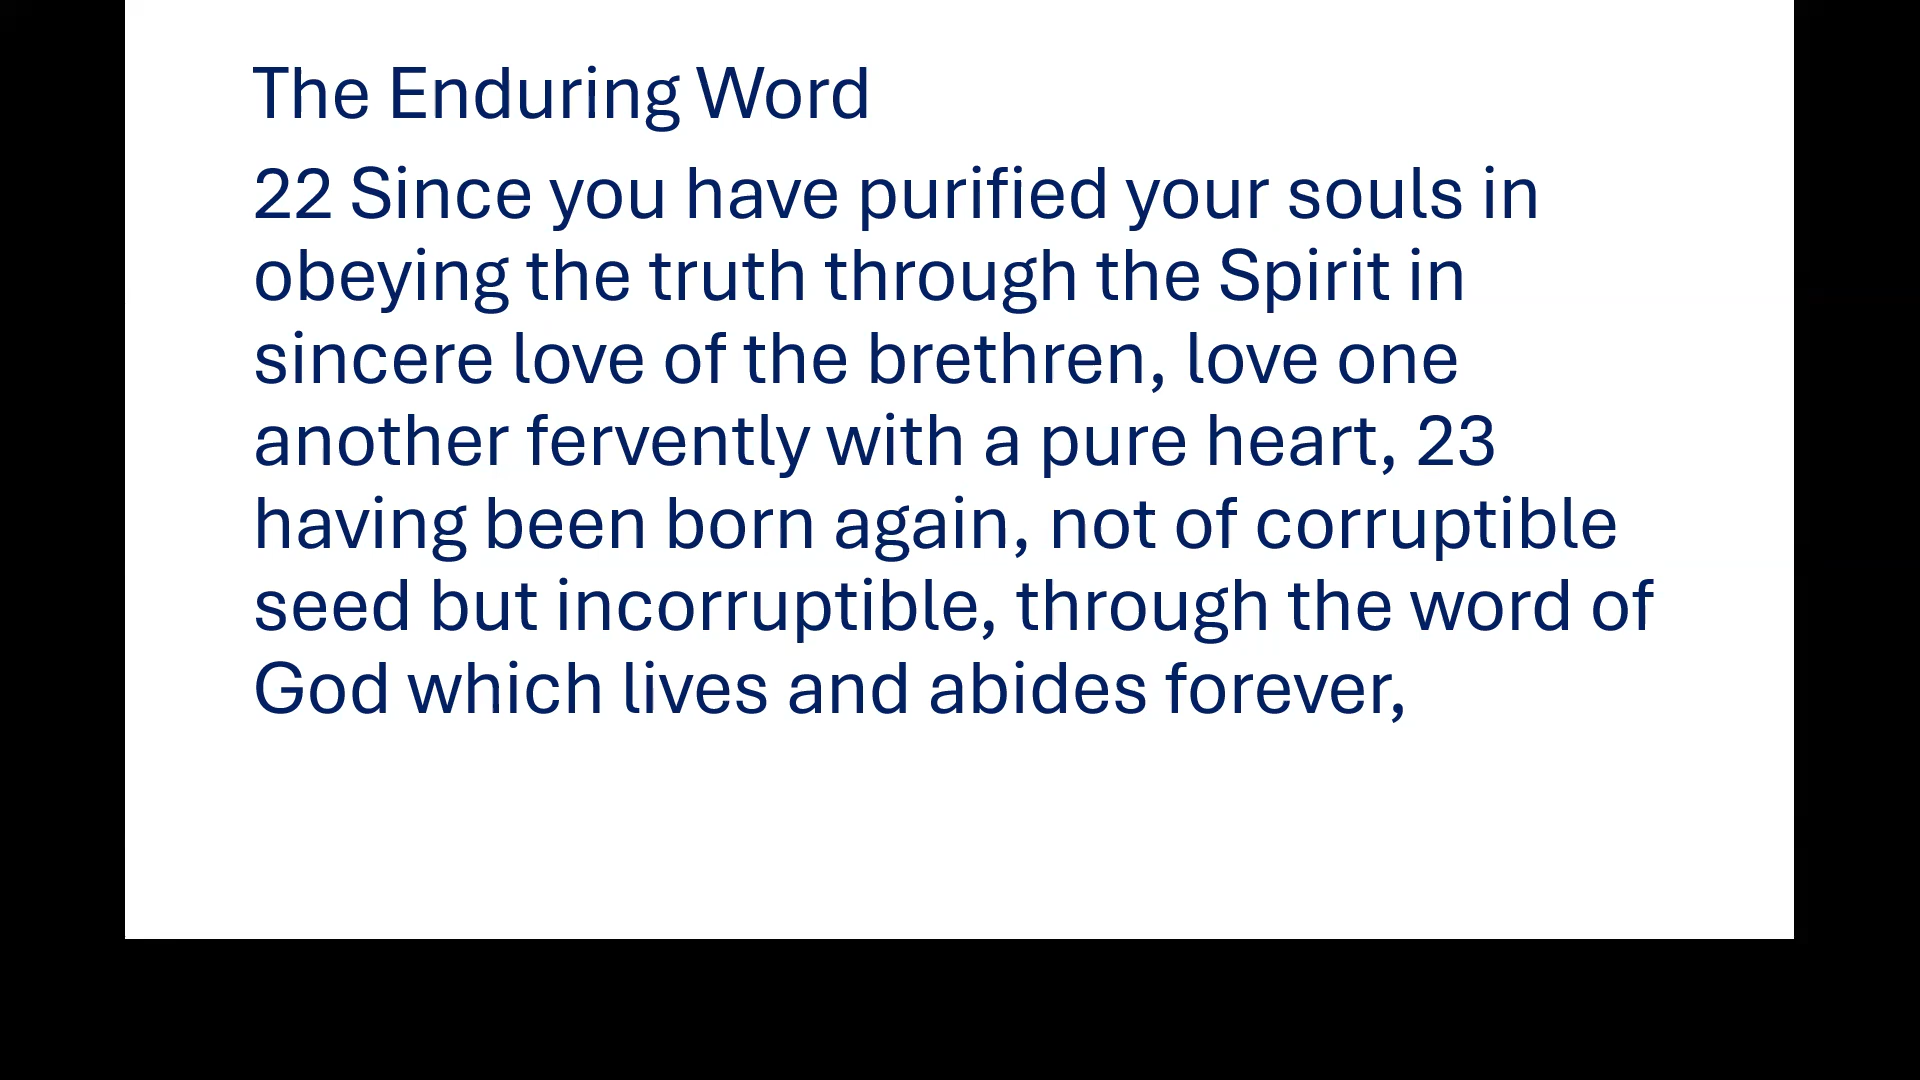 The Enduring Word
22 Since you have purified your souls in
obeying the truth through the Spirit in
sincere love of the brethren, love one
another fervently with a pure heart, 23
having been born again, not of corruptible
seed but incorruptible, through the word of
God which lives and abides forever,